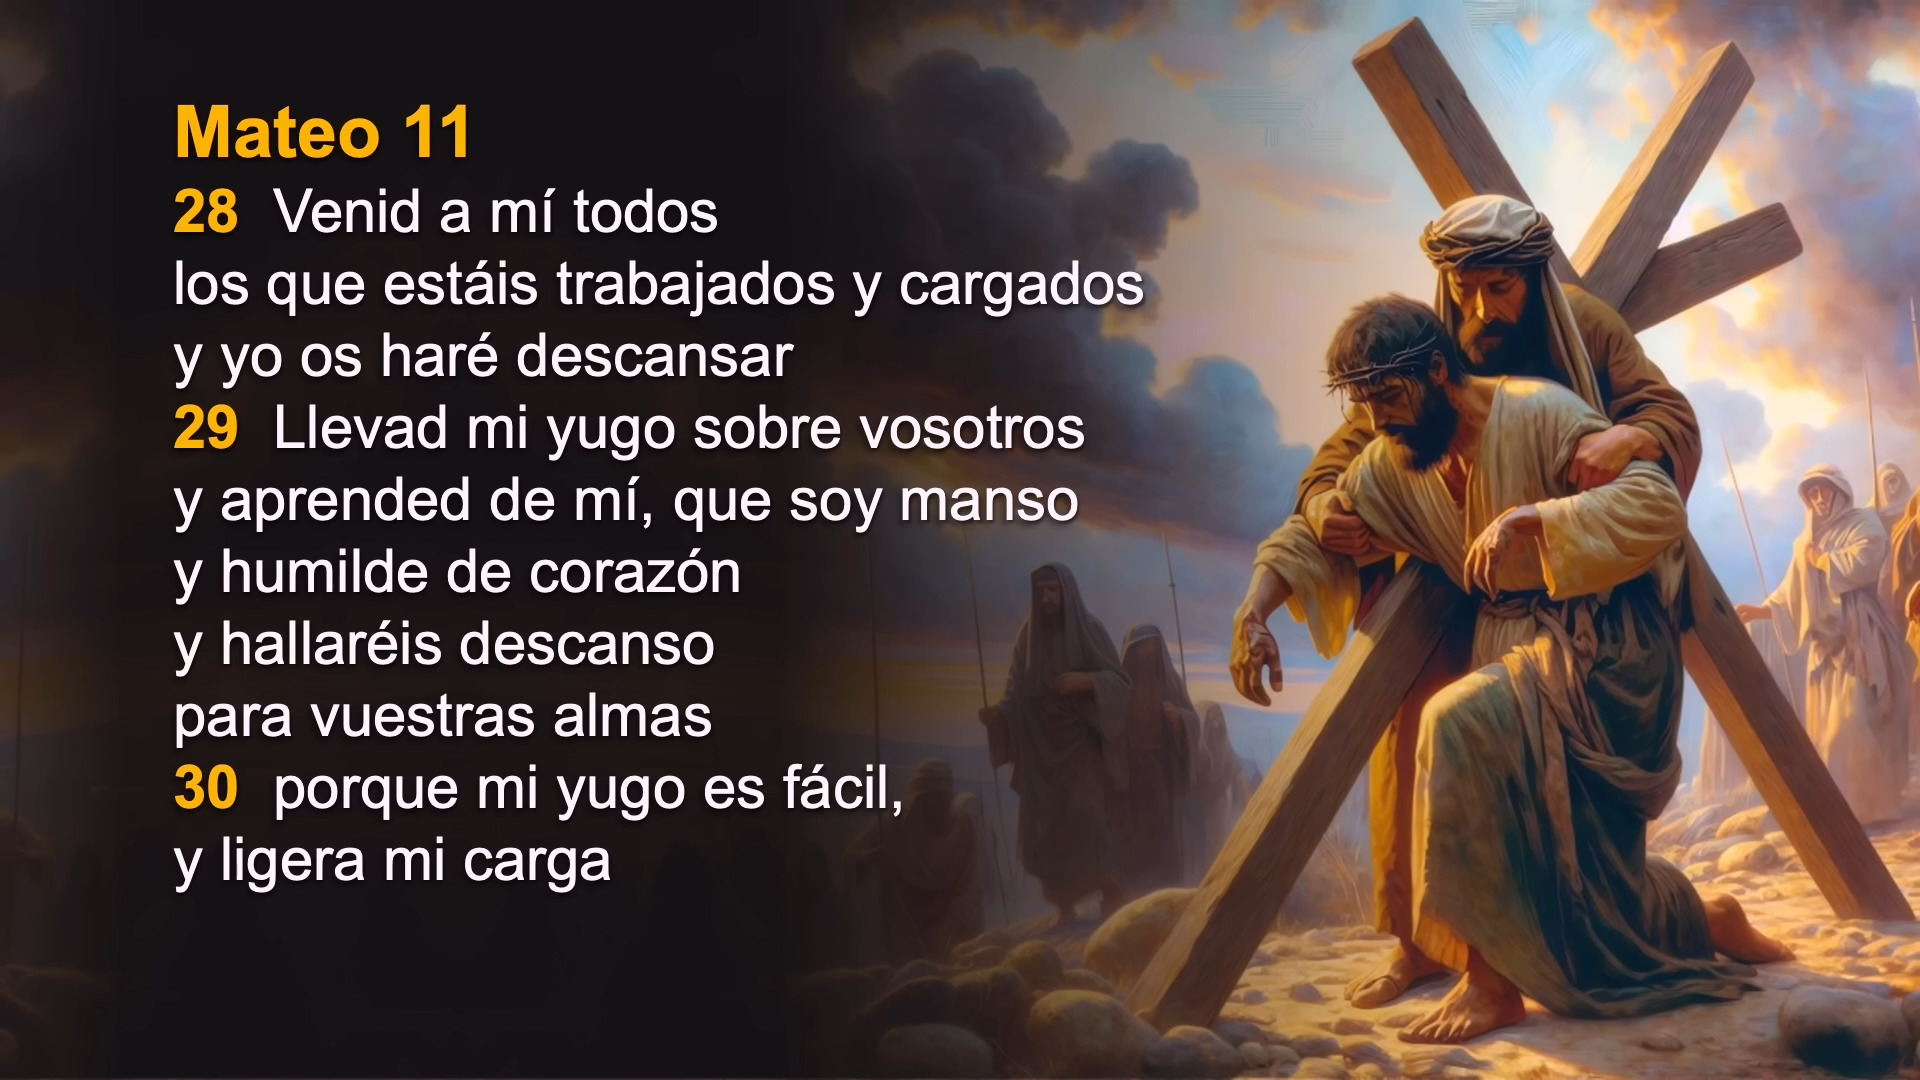 Mateo 11
28 Venid a mí todos
los que estáis trabajados y cargados
y yo os haré descansar
29 Llevad mi yugo sobre vosotros
y aprended de mí, que soy manso
y humilde de corazón
y hallaréis descanso
para vuestras almas
30 porque mi yugo es fácil,
y ligera mi carga